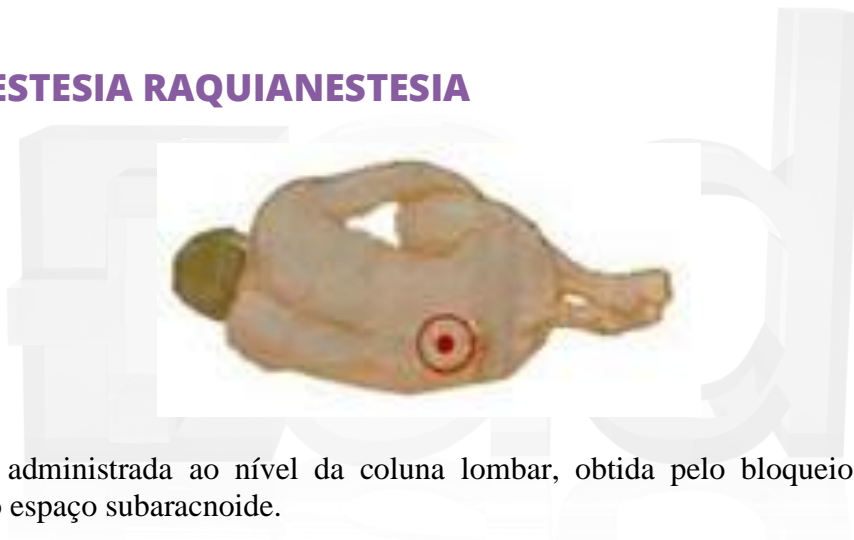 ESTESIA RAQUIANESTESIA
administrada ao nível da coluna lombar, obtida pelo bloqueio
espaço subaracnoide.